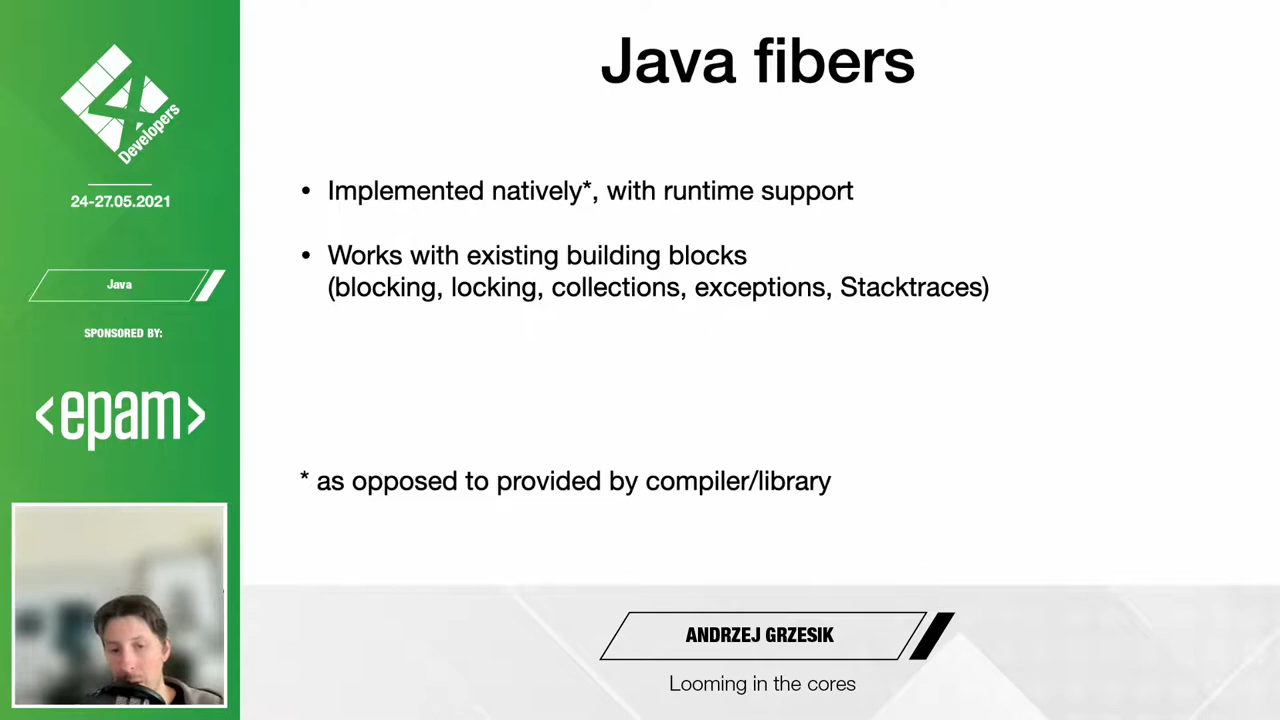 4
Developers
24-27.05.2021
Java
SPONSORED BY:
<epam>
Java fibers
• Implemented natively*, with runtime support
• Works with existing building blocks
(blocking, locking, collections, exceptions, Stacktraces)
* as opposed to provided by compiler/library
ANDRZEJ GRZESIK
Looming in the cores